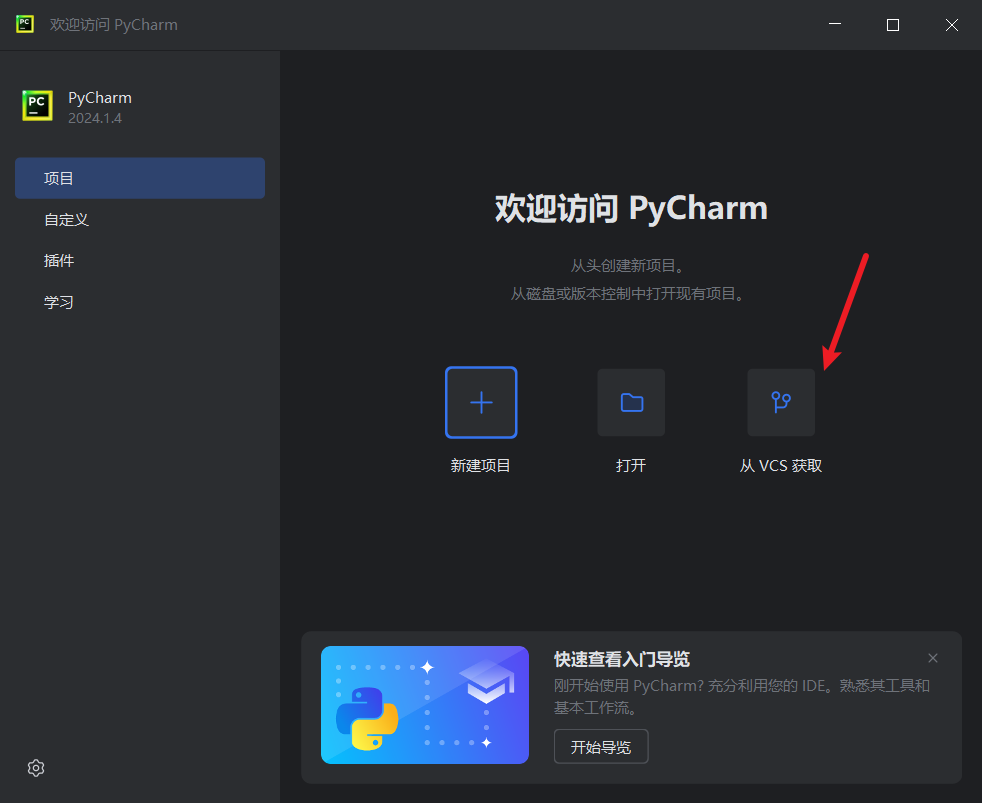 欢迎访问 PyCharm
PyCharm
2024.1.4
项目
自定义
插件
学习
欢迎访问 PyCharm
从头创建新项目。
从磁盘或版本控制中打开现有项目。
新建项目
打开
从 VCS 获取
快速查看入门导览
刚开始使用 PyCharm? 充分利用您的 IDE。熟悉其工具和
基本工作流。
开始导览